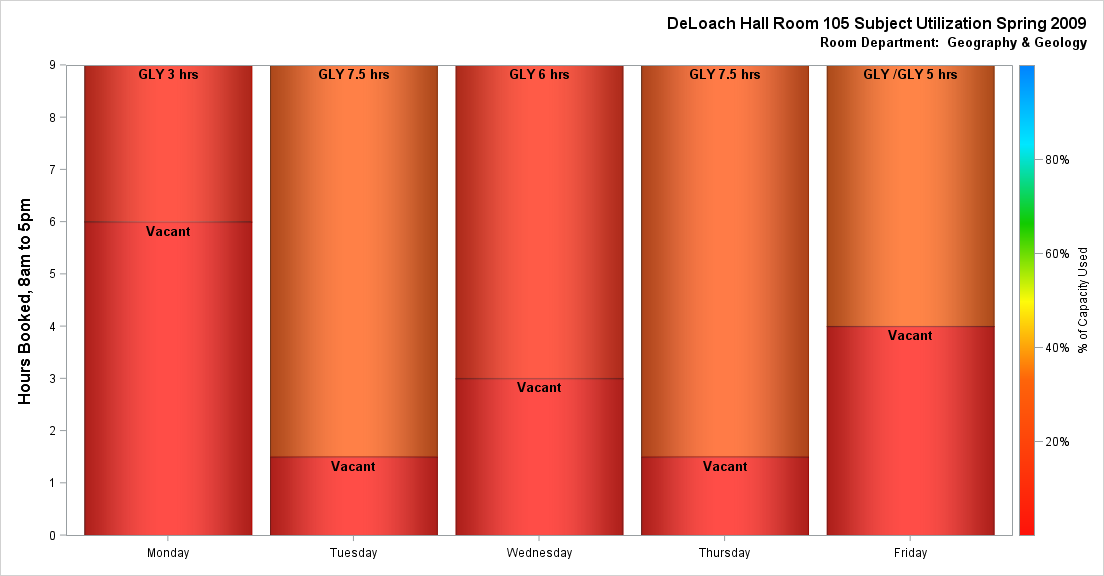 DeLoach Hall Room 105 Subject Utilization Spring 2009
Room Department:  Geography & Geology
Hours Booked, 8am to 5pm
9
8
7
6
5
4
3
2
1
0
GLY 3 hrs
Vacant
GLY 7.5 hrs
Vacant
GLY 6 hrs
Vacant
GLY 7.5 hrs
Vacant
GLY /GLY 5 hrs
Vacant
Monday
Tuesday
Wednesday
Thursday
Friday
80%
60%
40%
20%
% of Capacity Used